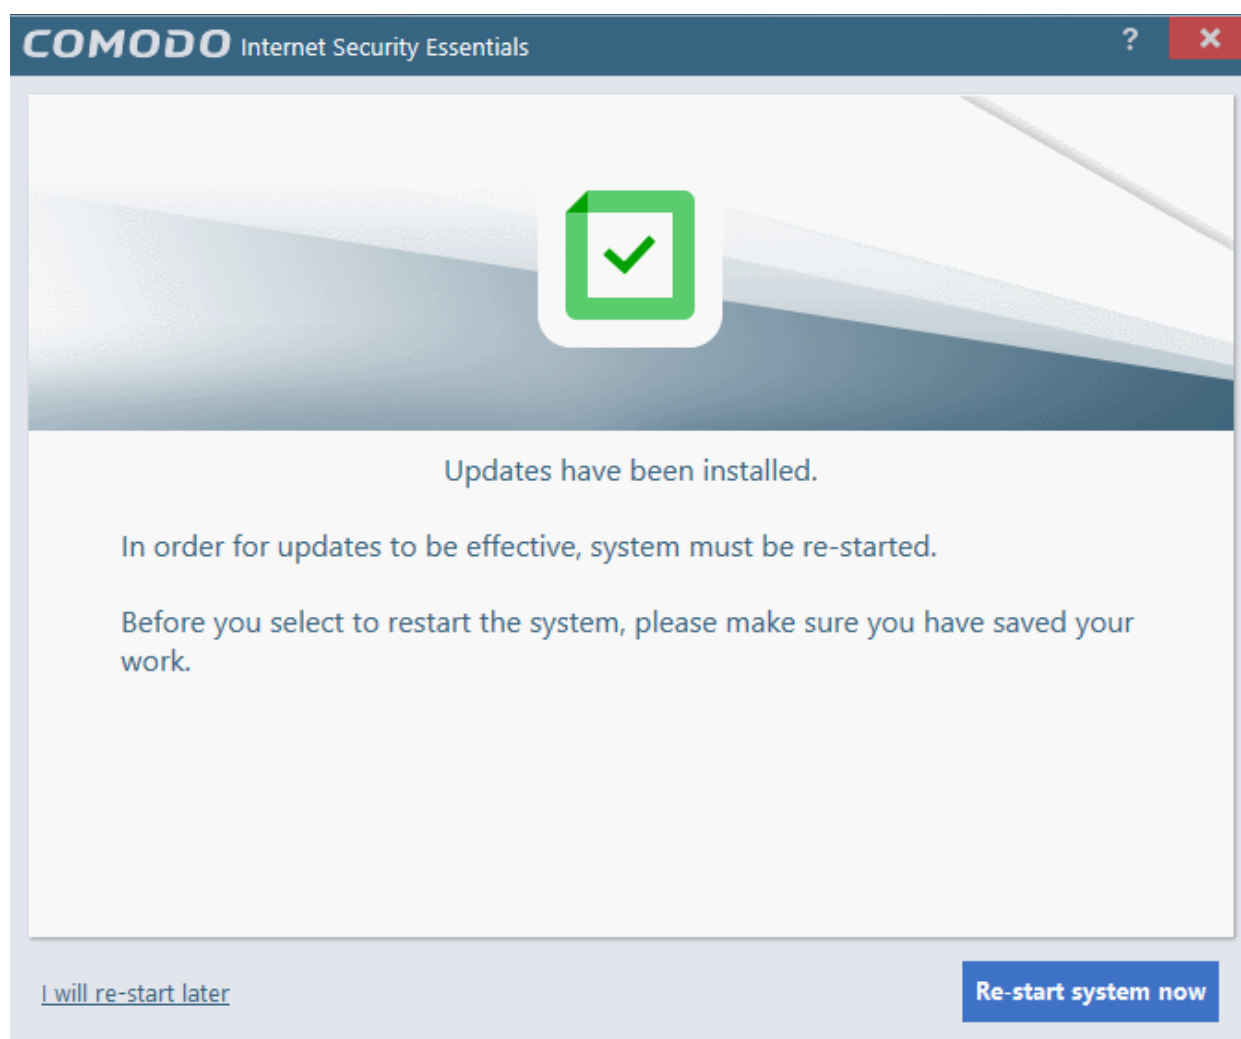 COMODO Internet Security Essentials ?
Updates have been installed.
In order for updates to be effective, system must be re-started.
Before you select to restart the system, please make sure you have saved your
work.
I will re-start later
Re-start system now